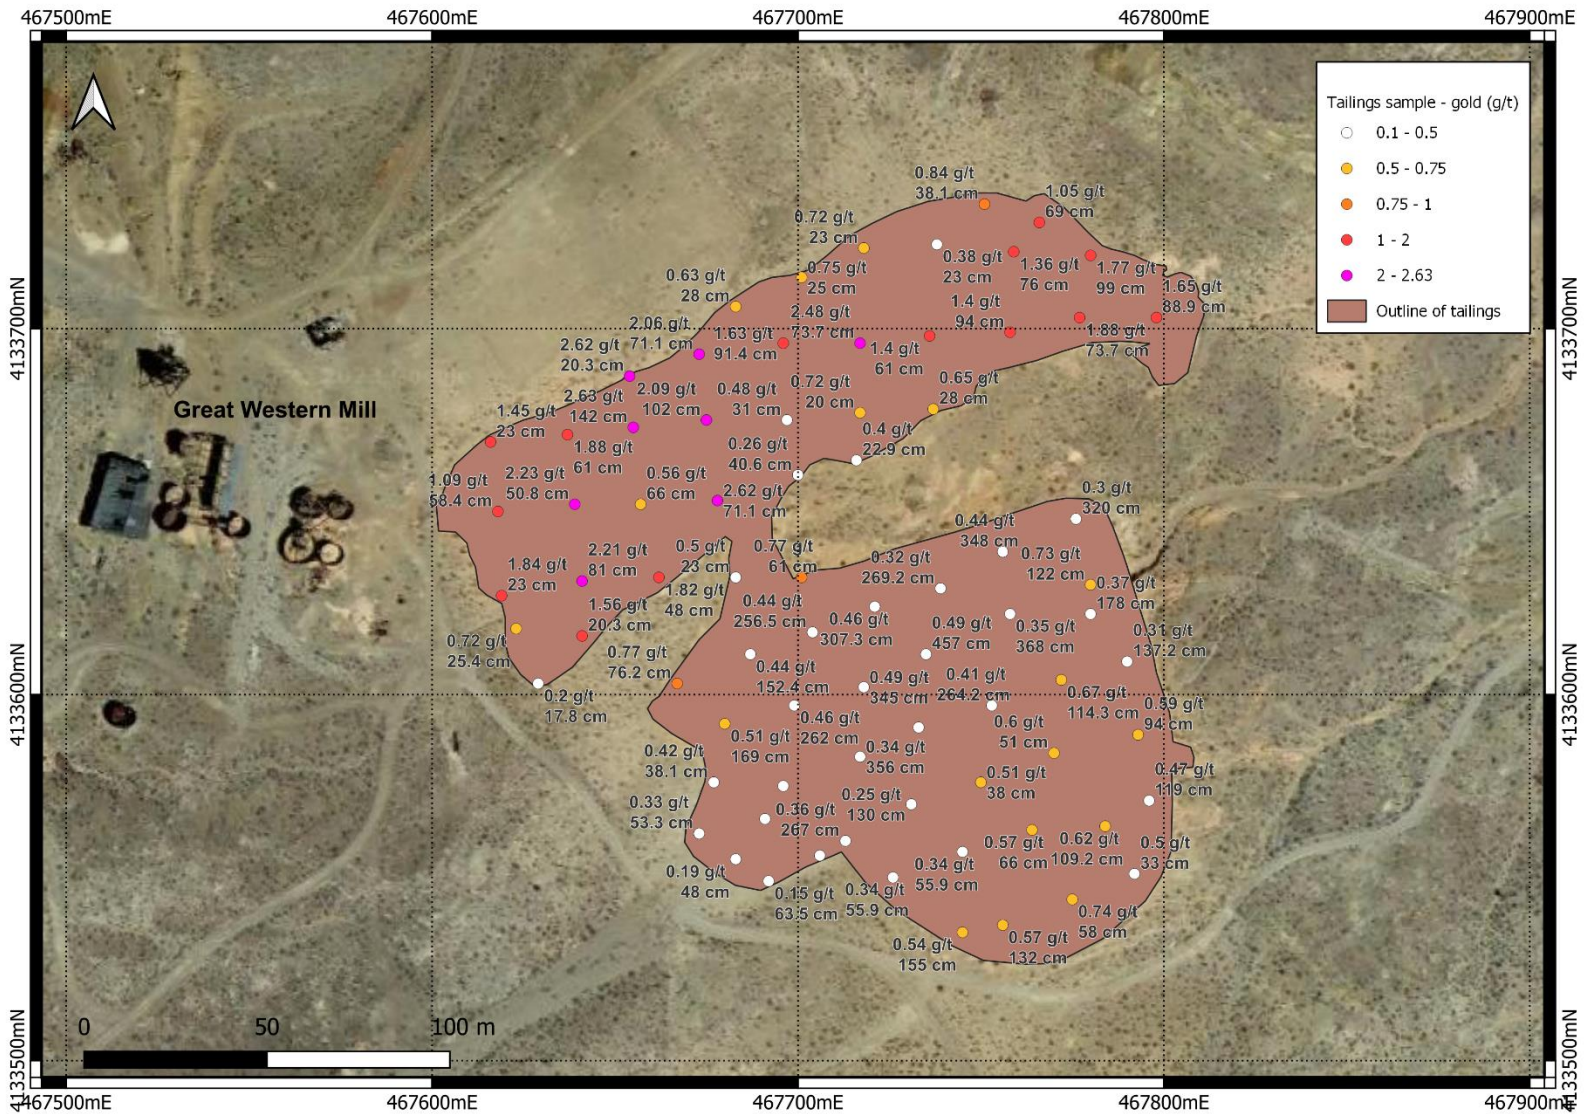 467500mE
467600mE
467700mE
467800mE
467900mE
Tailings sample - gold (g/t)
0.1 - 0.5
0.5 - 0.75
0.75 - 1
1 - 2
2 - 2.63
Outline of tailings
0.84 g/t
38.1 cm
1.05 g/t
69 cm
0.72 g/t
23 cm
0.38 g/t
23 cm
1.36 g/t
76 cm
1.77 g/t
99 cm
0.63 g/t
28 cm
0.75 g/t
25 cm
1.65 g/t
88.9 cm
1.4 g/t
94 cm
2.48 g/t
73.7 cm
2.06 g/t
71.1 cm
1.63 g/t
91.4 cm
1.88 g/t
73.7 cm
4133700mN
4133700mN
2.62 g/t
20.3 cm
1.4 g/t
61 cm
0.65 g/t
28 cm
0.72 g/t
20 cm
2.63 g/t
142 cm
2.09 g/t
102 cm
0.48 g/t
31 cm
Great Western Mill
1.45 g/t
23 cm
0.4 g/t
22.9 cm
1.88 g/t
61 cm
0.26 g/t
40.6 cm
1.09 g/t
58.4 cm
2.23 g/t
50.8 cm
0.56 g/t
66 cm
2.62 g/t
71.1 cm
0.3 g/t
320 cm
0.44 g/t
348 cm
1.84 g/t
23 cm
2.21 g/t
81 cm
0.5 g/t
23 cm
0.77 g/t
61 cm
0.32 g/t
269.2 cm
0.73 g/t
122 cm
0.37 g/t
178 cm
1.82 g/t
48 cm
1.56 g/t
20.3 cm
0.44 g/t
256.5 cm
0.46 g/t
307.3 cm
0.49 g/t
457 cm
0.35 g/t
368 cm
0.31 g/t
137.2 cm
0.72 g/t
25.4 cm
0.77 g/t
76.2 cm
0.44 g/t
152.4 cm
0.49 g/t
345 cm
0.41 g/t
264.2 cm
0.67 g/t
114.3 cm
0.59 g/t
94 cm
4133600mN
4133600mN
0.2 g/t
17.8 cm
0.46 g/t
262 cm
0.6 g/t
51 cm
0.51 g/t
169 cm
0.34 g/t
356 cm
0.42 g/t
38.1 cm
0.51 g/t
38 cm
0.47 g/t
119 cm
0.33 g/t
53.3 cm
0.25 g/t
130 cm
0.36 g/t
267 cm
0.57 g/t
66 cm
0.62 g/t
109.2 cm
0.5 g/t
33 cm
0.19 g/t
48 cm
0.34 g/t
55.9 cm
0.15 g/t
63.5 cm
0.34 g/t
55.9 cm
0.74 g/t
58 cm
0.54 g/t
155 cm
0.57 g/t
132 cm
0
50
100 m
4133500mN
4133500mN
467500mE
467600mE
467700mE
467800mE
467900mE